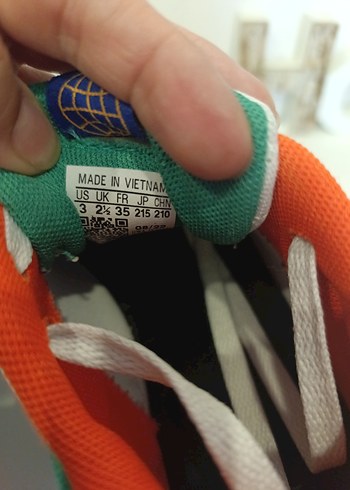 MADE IN VIETNAM
US UK FR JP CHN
3 2½ 35 215 210